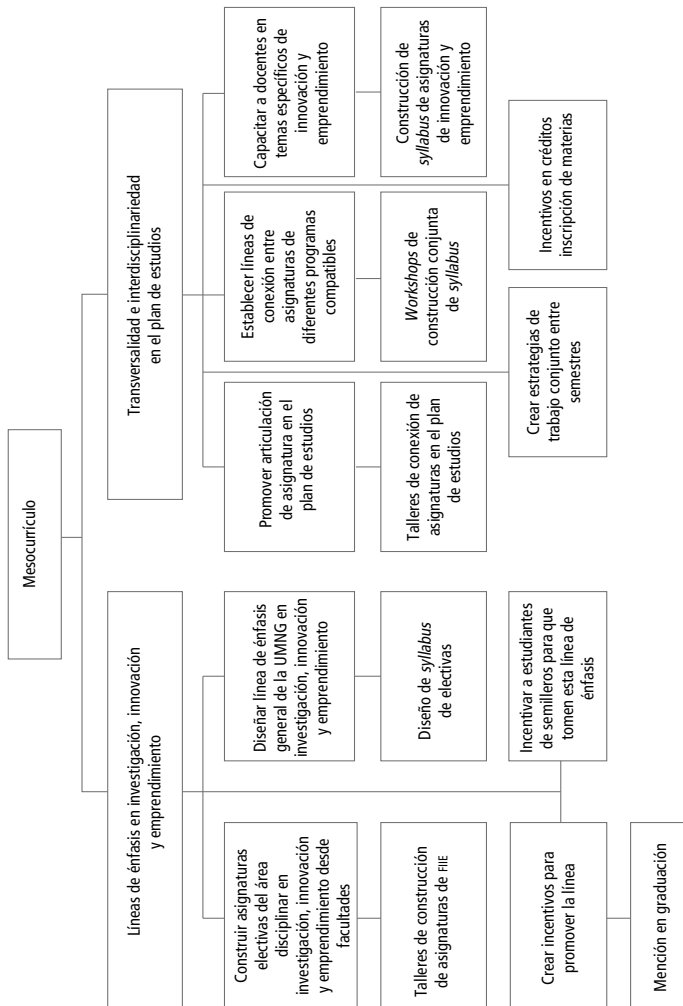 Mesocurrículo
Líneas de énfasis en investigación, innovación
y emprendimiento
Construir asignaturas
electivas del área
disciplinar en
investigación, innovación
y emprendimiento desde
facultades
Talleres de construcción
de asignaturas de FIIE
Diseñar línea de énfasis
general de la UMNG en
investigación, innovación
y emprendimiento
Diseño de syllabus
de electivas
Crear incentivos para
promover la línea
Mención en graduación
Incentivar a estudiantes
de semilleros para que
tomen esta línea de
énfasis
Transversalidad e interdisciplinariedad
en el plan de estudios
Promover articulación
de asignatura en el
plan de estudios
Talleres de conexión de
asignaturas en el plan
de estudios
Establecer líneas de
conexión entre
asignaturas de
diferentes programas
compatibles
Workshops de
construcción conjunta
de syllabus
Capacitar a docentes en
temas específicos de
innovación y
emprendimiento
Construcción de
syllabus de asignaturas
de innovación y
emprendimiento
Crear estrategias de
trabajo conjunto entre
semestres
Incentivos en créditos
inscripción de materias